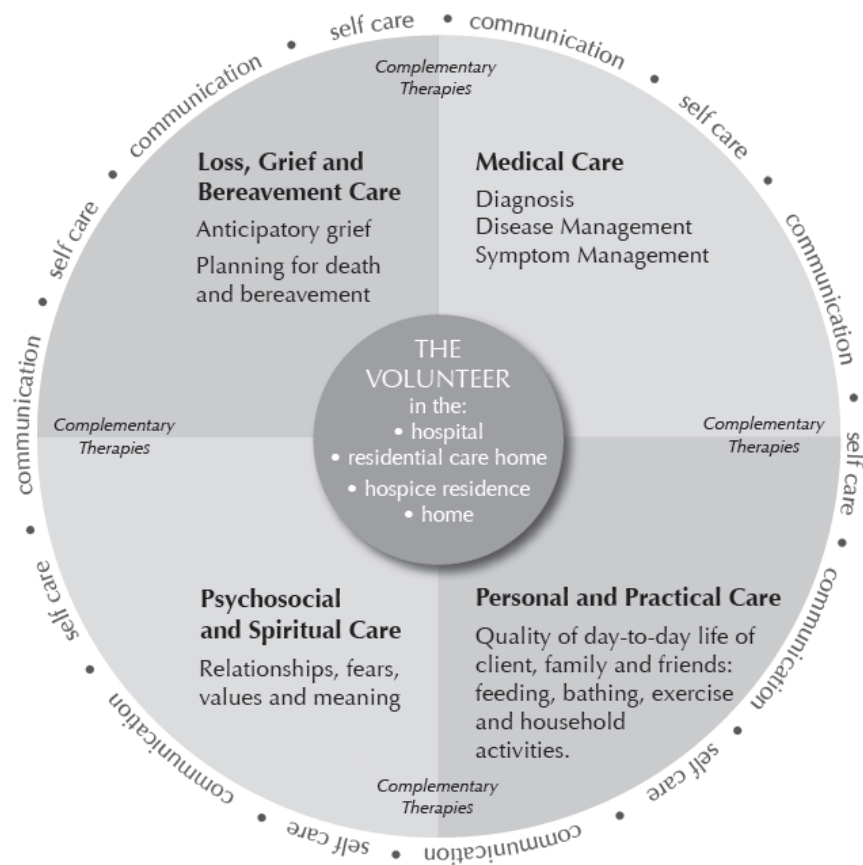 communication • self care • communication • self care • communication • self care • communication • self care • communication • self care • communication • self care • communication • self care •
Complementary
Therapies
Loss, Grief and
Bereavement Care
Anticipatory grief
Planning for death
and bereavement
Medical Care
Diagnosis
Disease Management
Symptom Management
Complementary
Therapies
THE
VOLUNTEER
in the:
• hospital
• residential care home
• hospice residence
• home
Complementary
Therapies
Psychosocial
and Spiritual Care
Relationships, fears,
values and meaning
Personal and Practical Care
Quality of day-to-day life of
client, family and friends:
feeding, bathing, exercise
and household
activities.
Complementary
Therapies